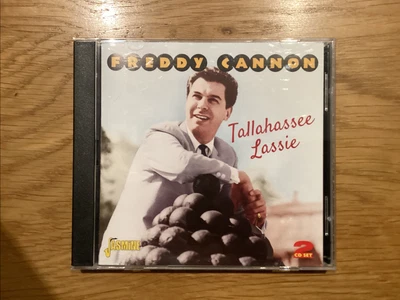 FREDDY CANNON
Tallahassee
Lassie
JASMINE
2
CD SET